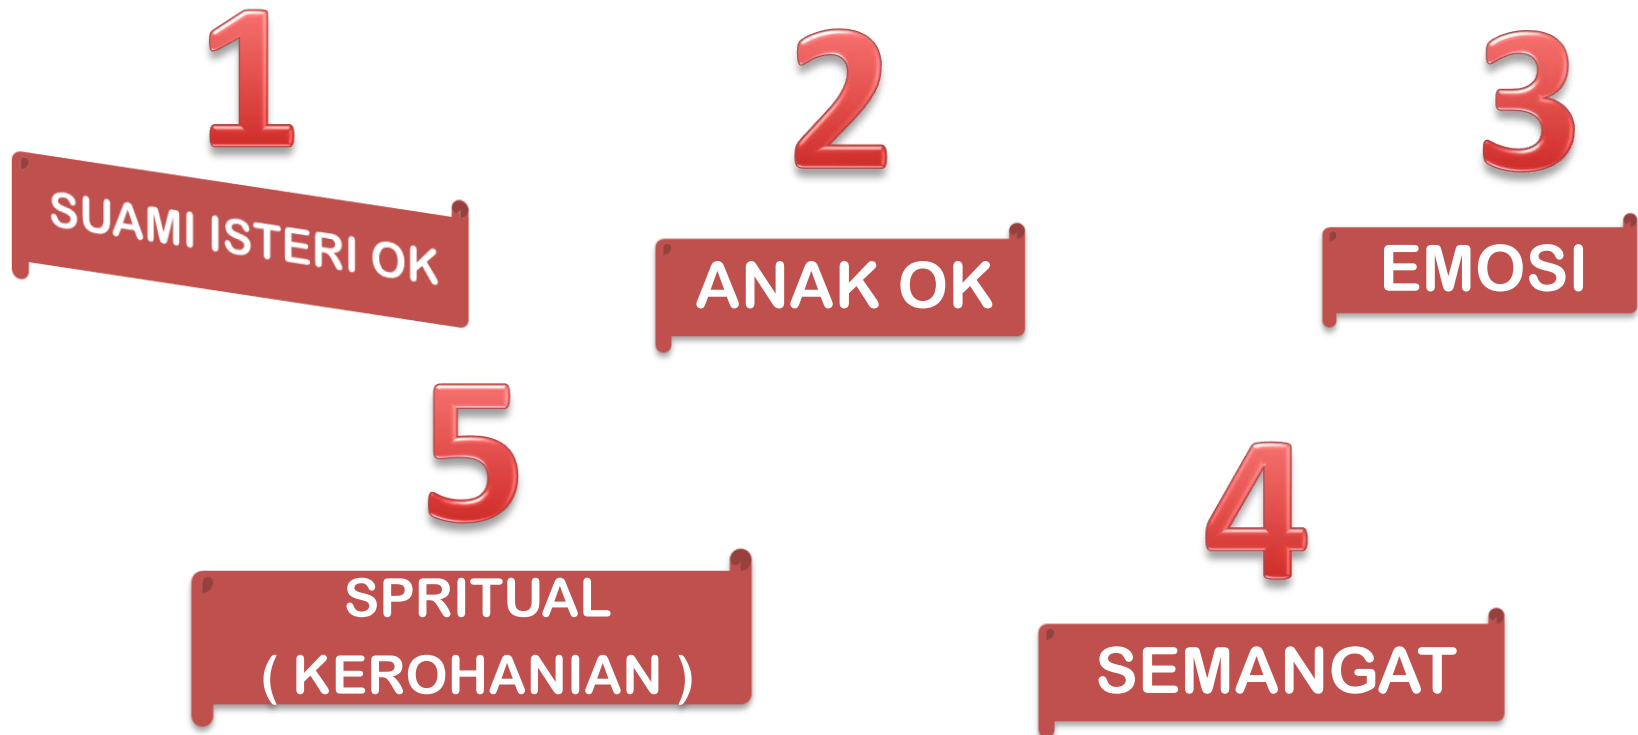 1
SUAMI ISTERI OK
2
ANAK OK
3
EMOSI
5
SPRITUAL
( KEROHANIAN )
4
SEMANGAT